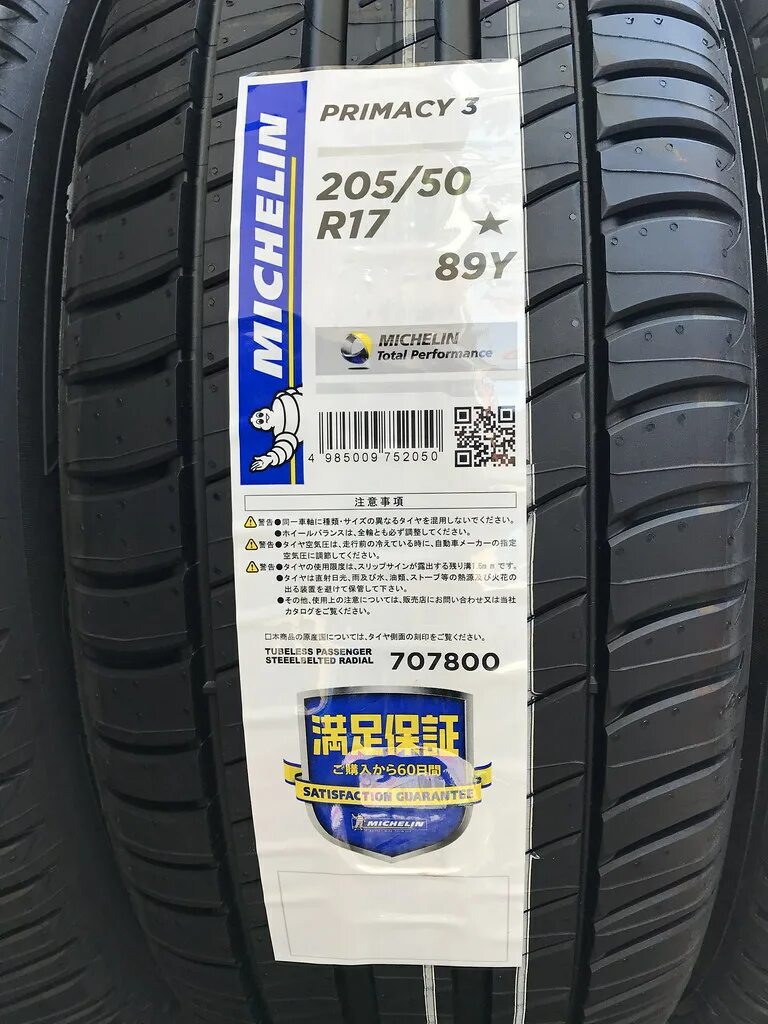 MICHELIN
PRIMACY 3
205/50
R17 ★
89Y
MICHELIN
Total Performance
4 985009 752050
注意事項
⚠警告●同一車軸に種類・サイズの異なるタイヤを混用しないでください。
●ホイールバランスは、全輪とも必ず調整してください。
⚠警告●タイヤ空気圧は、走行前の冷えている時に、自動車メーカーの指定
空気圧に調節してください。
⚠警告●タイヤの使用限度は、スリップサインが露出する残り溝1.6mmです。
●タイヤは直射日光、雨及び水、油類、ストーブ等の熱源及び火花の
出る装置を避けて保管して下さい。
●その他、使用上の注意については、販売店にお問い合わせ又は当社
カタログをご覧ください。
□本商品の原産国については、タイヤ側面の刻印をご覧ください。
TUBELESS PASSENGER
STEEELBELTED RADIAL 707800
満足保証
ご購入から60日間
SATISFACTION GUARANTEE
MICHELIN